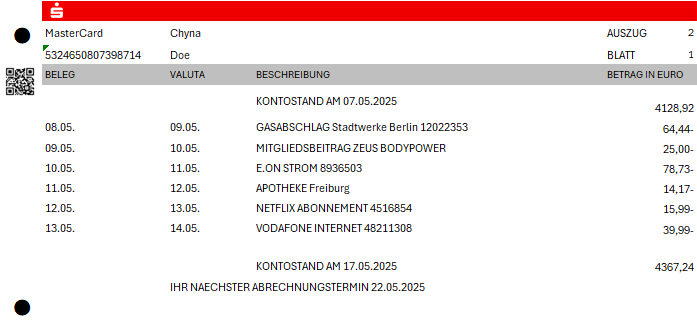 MasterCard Chyna AUSZUG 2
5324650807398714 Doe BLATT 1
BELEG VALUTA BESCHREIBUNG BETRAG IN EURO
KONTOSTAND AM 07.05.2025 4128,92
08.05. 09.05. GASABSCHLAG Stadtwerke Berlin 12022353 64,44-
09.05. 10.05. MITGLIEDSBEITRAG ZEUS BODYPOWER 25,00-
10.05. 11.05. E.ON STROM 8936503 78,73-
11.05. 12.05. APOTHEKE Freiburg 14,17-
12.05. 13.05. NETFLIX ABONNEMENT 4516854 15,99-
13.05. 14.05. VODAFONE INTERNET 48211308 39,99-
KONTOSTAND AM 17.05.2025 4367,24
IHR NAECHSTER ABRECHNUNGSTERMIN 22.05.2025